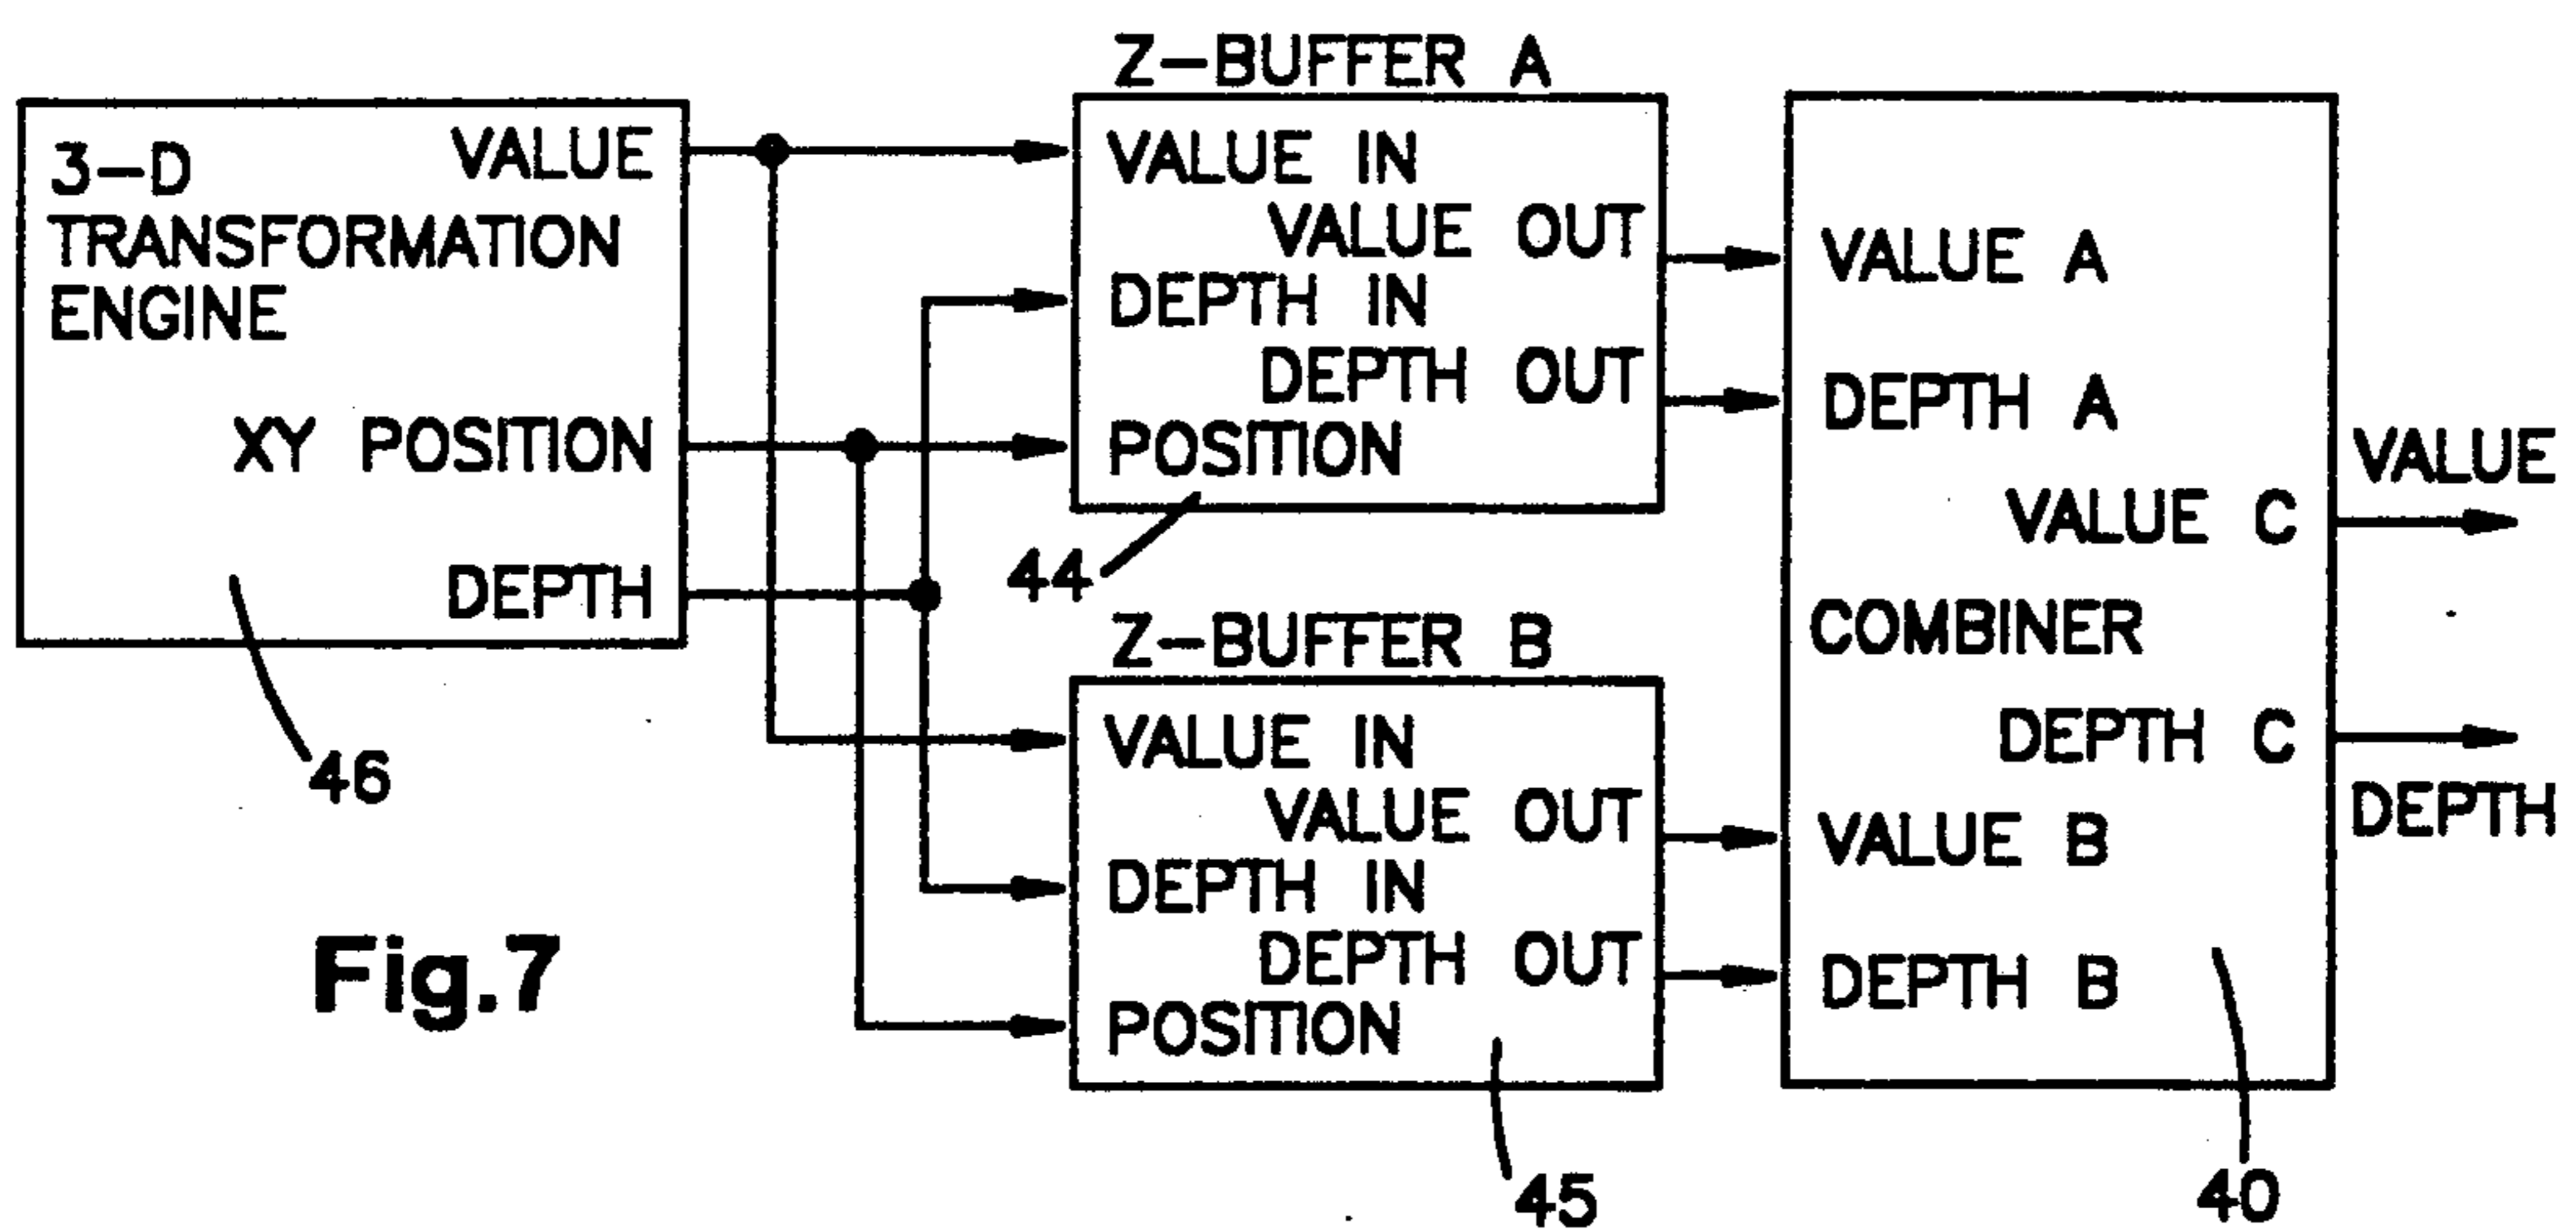 3-D
TRANSFORMATION
ENGINE
VALUE
XY POSITION
DEPTH
46
Z-BUFFER A
VALUE IN
VALUE OUT
DEPTH IN
DEPTH OUT
POSITION
44
Z-BUFFER B
VALUE IN
VALUE OUT
DEPTH IN
DEPTH OUT
POSITION
45
VALUE A
DEPTH A
VALUE C
COMBINER
DEPTH C
VALUE B
DEPTH B
40
VALUE
DEPTH
Fig.7